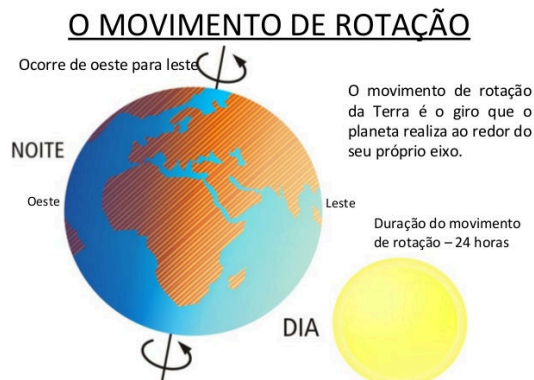 O MOVIMENTO DE ROTAÇÃO
Ocorre de oeste para leste
O movimento de rotação
da Terra é o giro que o
planeta realiza ao redor do
seu próprio eixo.
NOITE
Oeste
Leste
Duração do movimento
de rotação – 24 horas
DIA